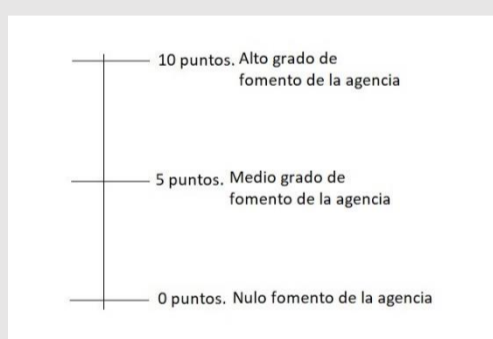 10 puntos. Alto grado de
fomento de la agencia
5 puntos. Medio grado de
fomento de la agencia
0 puntos. Nulo fomento de la agencia